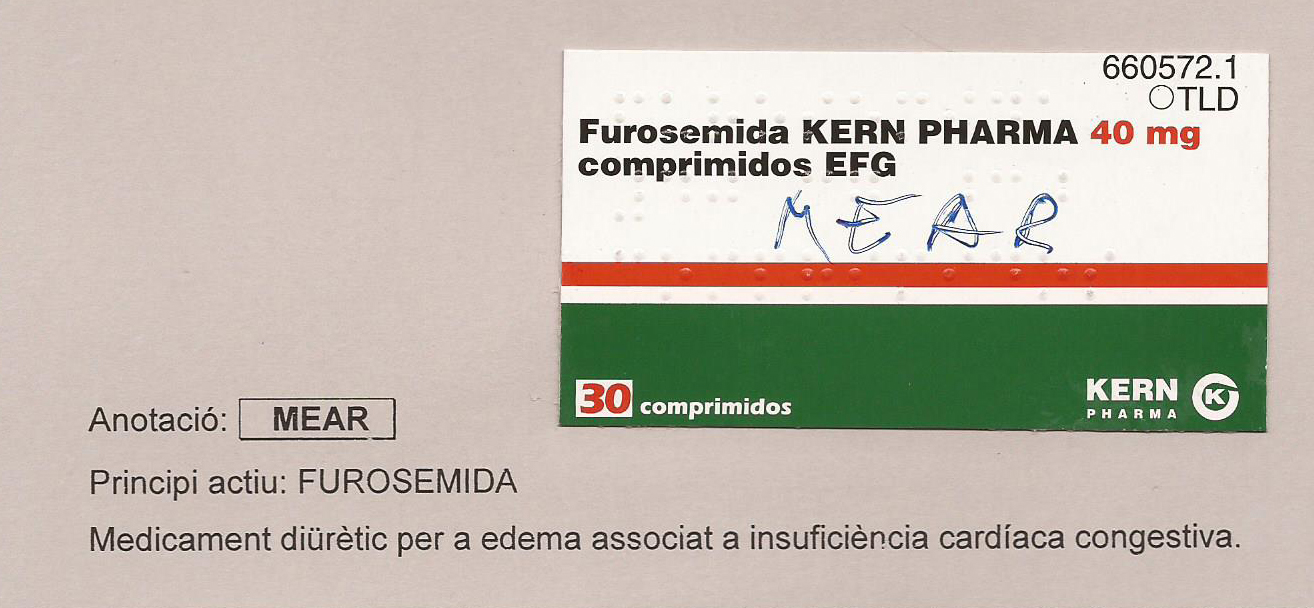 660572.1
OTLD
Furosemida KERN PHARMA 40 mg
comprimidos EFG
MEAR
30 comprimidos
KERN
PHARMA
K
Anotació: MEAR
Principi actiu: FUROSEMIDA
Medicament diürètic per a edema associat a insuficiència cardíaca congestiva.